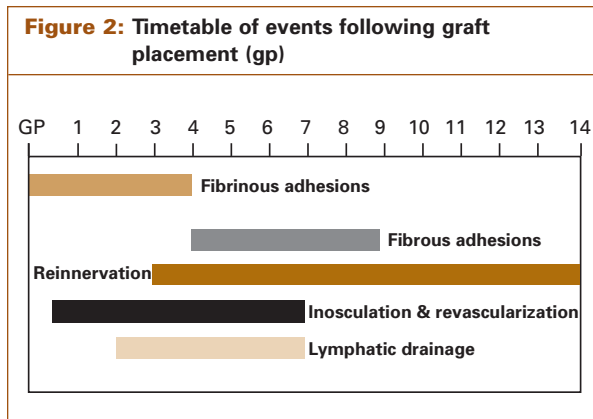 Figure 2: Timetable of events following graft
placement (gp)
GP 1 2 3 4 5 6 7 8 9 10 11 12 13 14
Fibrinous adhesions
Fibrous adhesions
Reinnervation
Inosculation & revascularization
Lymphatic drainage